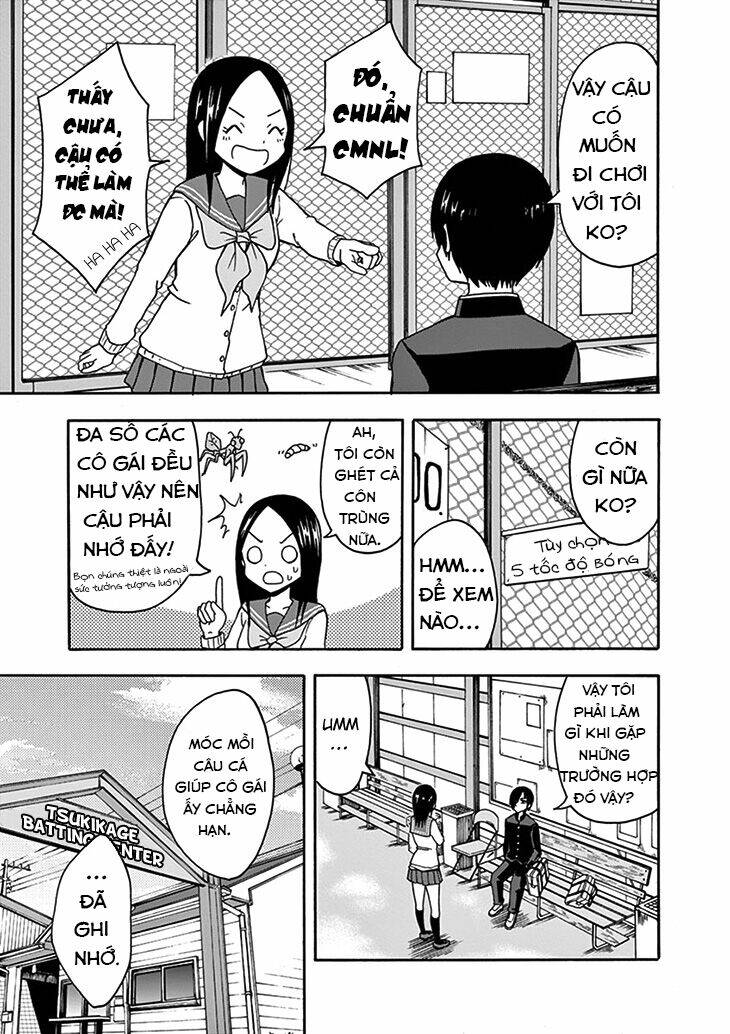 VẬY CẬU
CÓ
MUỐN
ĐI CHƠI
VỚI TÔI
KO?
ĐÓ,
CHUẨN
CMNL!
THẤY
CHƯA,
CẬU CÓ
THỂ LÀM
ĐC MÀ!
HA HA HA
CÒN
GÌ NỮA
KO?
Tùy chọn
5 tốc độ bóng
HMM...
ĐỂ XEM
NÀO...
AH,
TÔI CÒN
GHÉT CẢ
CÔN
TRÙNG
NỮA.
ĐA SỐ CÁC
CÔ GÁI ĐỀU
NHƯ VẬY NÊN
CẬU PHẢI
NHỚ ĐẤY!
Bọn chúng thiệt là ngoài
sức tưởng tượng luôn!
VẬY TÔI
PHẢI LÀM
GÌ KHI GẶP
NHỮNG
TRƯỜNG HỢP
ĐÓ VẬY?
UMM
...
MÓC MỒI
CÂU CÁ
GIÚP CÔ GÁI
ẤY CHẲNG
HẠN.
TSUKIKAGE
BATTING CENTER
...
ĐÃ
GHI
NHỚ.